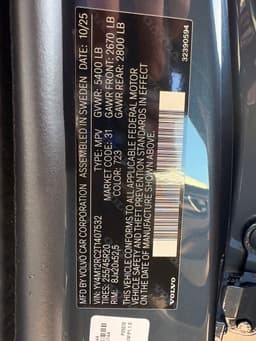 MFD BY VOLVO CAR CORPORATION ASSEMBLED IN SWEDEN DATE: 10/25
GVWR: 5400 LB
GAWR FRONT: 2670 LB
GAWR REAR: 2800 LB
VIN: YV4M12RC2T1407532 TYPE: MPV
TIRES: 255/45R20 MARKET: 31
RIM: 8Jx20x52,5 COLOR: 723
THIS VEHICLE CONFORMS TO ALL APPLICABLE FEDERAL MOTOR
VEHICLE SAFETY AND THEFT PREVENTION STANDARDS IN EFFECT
ON THE DATE OF MANUFACTURE SHOWN ABOVE.
VOLVO
32390594